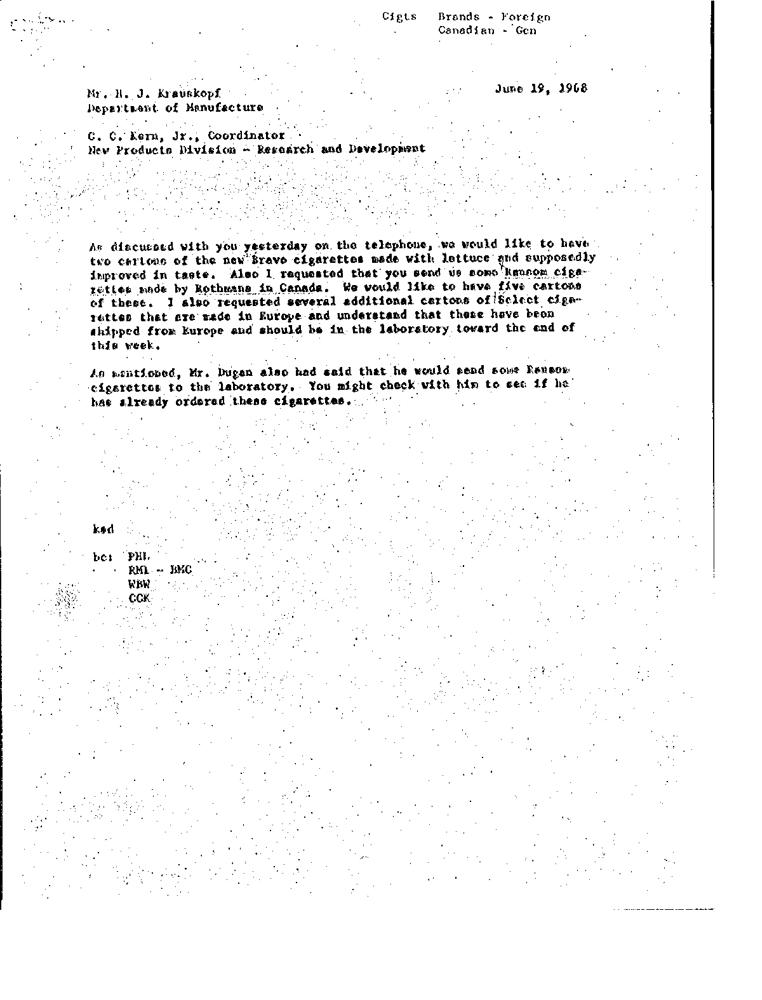 Cigts Brands - Foreign
Canadian - Gen
June 19, 1968
Mr. H. J. Krauskopf
Department of Manufacture
C. C. Kern, Jr., Coordinator
New Products Division - Research and Development
As discussed with you yesterday on the telephone, we would like to have
two cartons of the new Bravo cigarettes made with lettuce and supposedly
improved in taste. Also I requested that you send us some Ransom ciga-
rettes made by Rothmans in Canada. We would like to have five cartons
of these. I also requested several additional cartons of Select ciga-
rettes that are made in Europe and understand that these have been
shipped from Europe and should be in the laboratory toward the end of
this week.
As mentioned, Mr. Dugan also had said that he would send some Ransom
cigarettes to the laboratory. You might check with him to see if he
has already ordered these cigarettes.
ksd
bc: PHL
- BMC
WBW
CCK